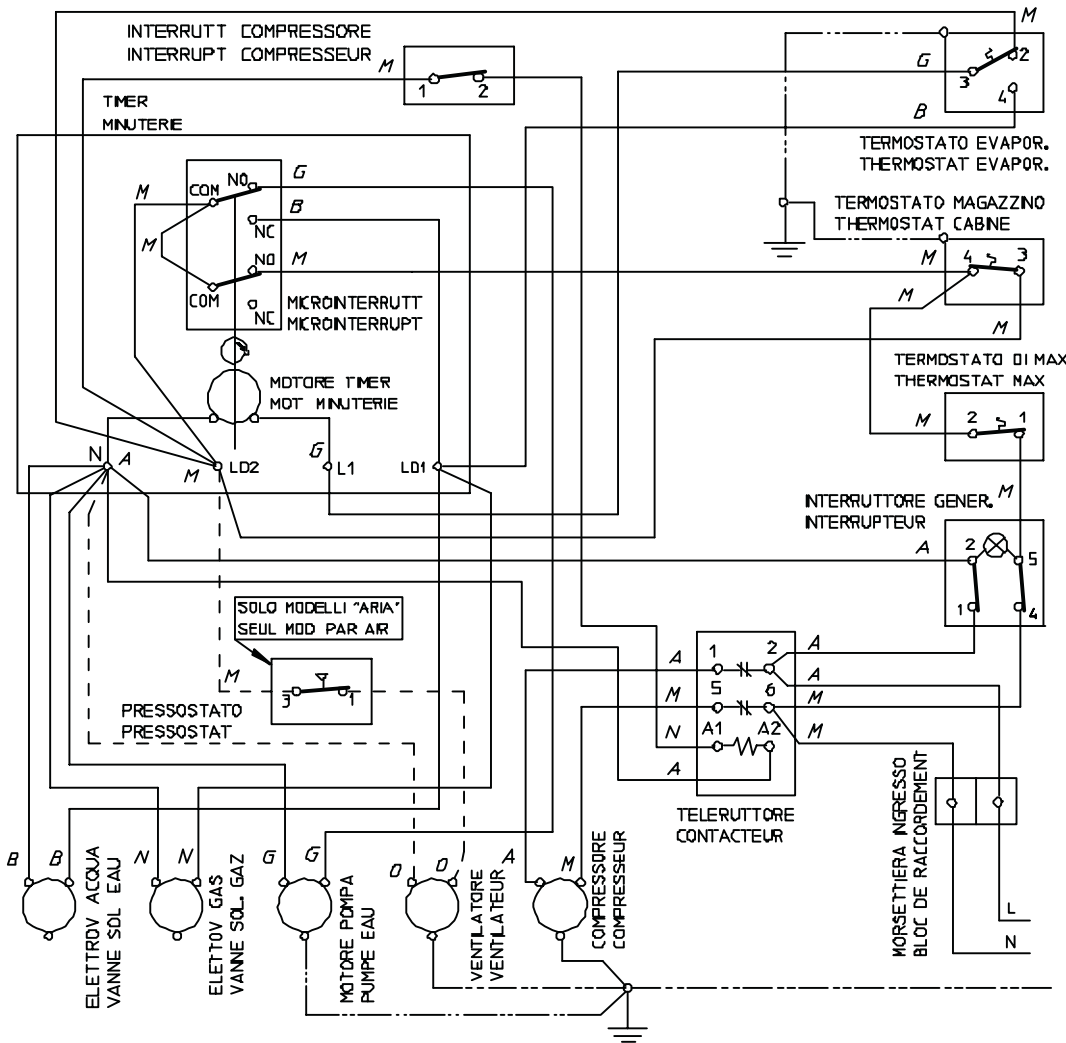 INTERRUTT COMPRESSORE
INTERRUPT COMPRESSEUR
M
1 2
M
G
2
3
4
B
TERMOSTATO EVAPOR.
THERMOSTAT EVAPOR.
TIMER
MINUTERIE
COM
NO
G
M
B
NC
M
NO
M
COM
NC
MICROINTERRUTT
MICROINTERRUPT
TERMOSTATO MAGAZZINO
THERMOSTAT CABINE
M
4 3
M
M
MOTORE TIMER
MOT MINUTERIE
TERMOSTATO DI MAX
THERMOSTAT MAX
M
2 1
N
A
M
LO2
G
L1
LO1
INTERRUTTORE GENER.
INTERRUPTEUR
M
A
2
5
1
4
SOLO MODELLI "ARIA"
SEUL MOD PAR AIR
M
3
1
PRESSOSTATO
PRESSOSTAT
A
1
2
A
A
M
5
6
M
N
A1
A2
M
A
TELERUTTORE
CONTACTEUR
MORSETTIERA INGRESSO
BLOC DE RACCORDEMENT
L
N
B
B
N
N
G
G
O
O
A
M
ELETTROV ACQUA
VANNE SOL EAU
ELETTOV GAS
VANNE SOL. GAZ
MOTORE POMPA
PUMPE EAU
VENTILATORE
VENTILATEUR
COMPRESSORE
COMPRESSEUR